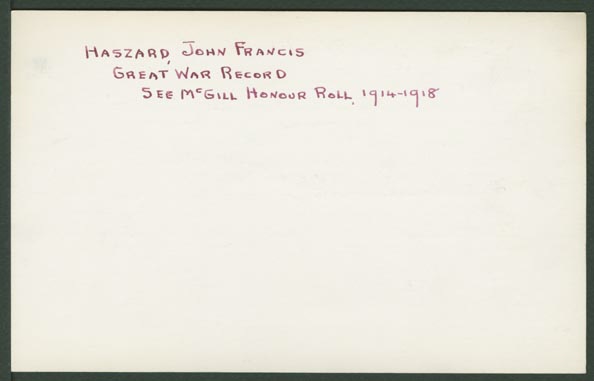 HASZARD, JOHN FRANCIS
GREAT WAR RECORD
SEE McGILL HONOUR ROLL, 1914-1918